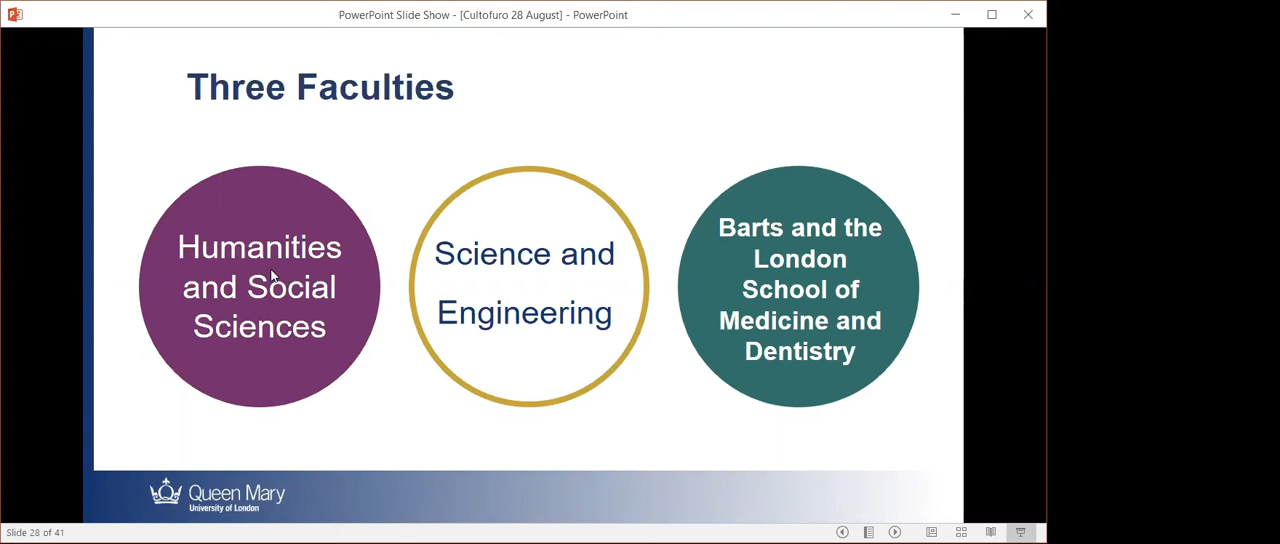 PowerPoint Slide Show - [Cultofuro 28 August] - PowerPoint
Three Faculties
Humanities
and Social
Sciences
Science and
Engineering
Barts and the
London
School of
Medicine and
Dentistry
Queen Mary
University of London
Slide 28 of 41